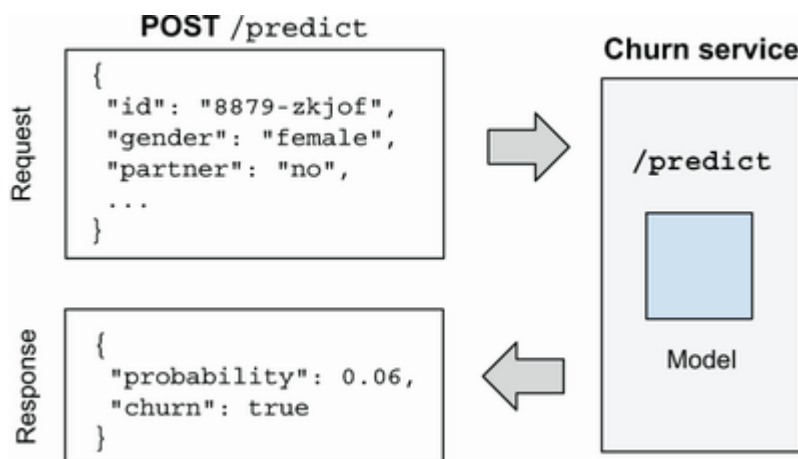 POST /predict
Request
{
"id": "8879-zkjof",
"gender": "female",
"partner": "no",
...
}
Churn service
/predict
Model
Response
{
"probability": 0.06,
"churn": true
}